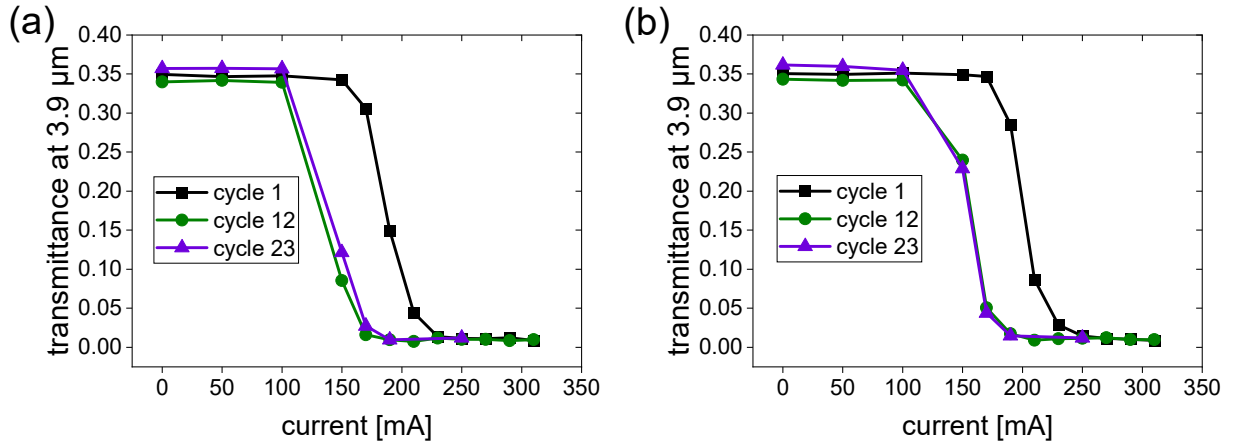 (a)
transmittance at 3.9 µm
0.40
0.35
0.30
0.25
0.20
0.15
0.10
0.05
0.00
cycle 1
cycle 12
cycle 23
0 50 100 150 200 250 300 350
current [mA]
(b)
transmittance at 3.9 µm
0.40
0.35
0.30
0.25
0.20
0.15
0.10
0.05
0.00
cycle 1
cycle 12
cycle 23
0 50 100 150 200 250 300 350
current [mA]